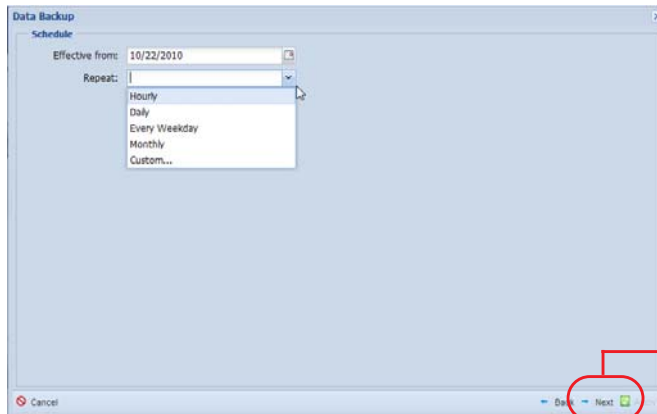 Data Backup
Schedule
Effective from: 10/22/2010
Repeat:
Hourly
Daily
Every Weekday
Monthly
Custom...
Cancel
Back Next